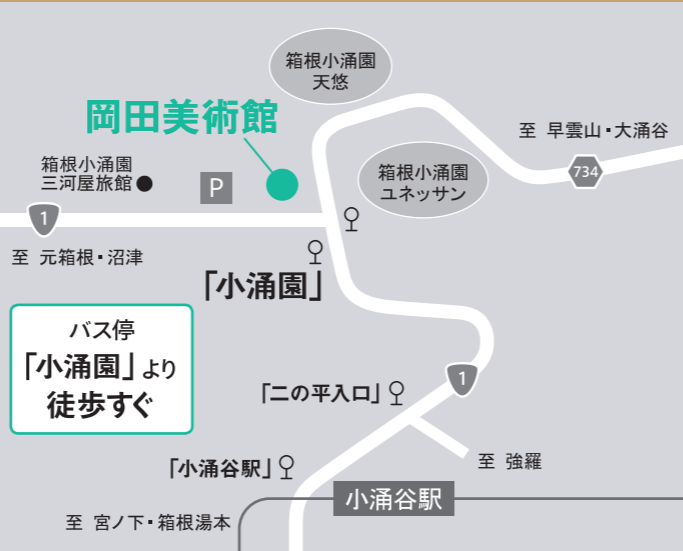 箱根小涌園
天悠
岡田美術館
至 早雲山・大涌谷
箱根小涌園
三河屋旅館
P
箱根小涌園
ユネッサン
734
1
至 元箱根・沼津
「小涌園」
バス停
「小涌園」より
徒歩すぐ
1
「二の平入口」
「小涌谷駅」
至 強羅
小涌谷駅
至 宮ノ下・箱根湯本